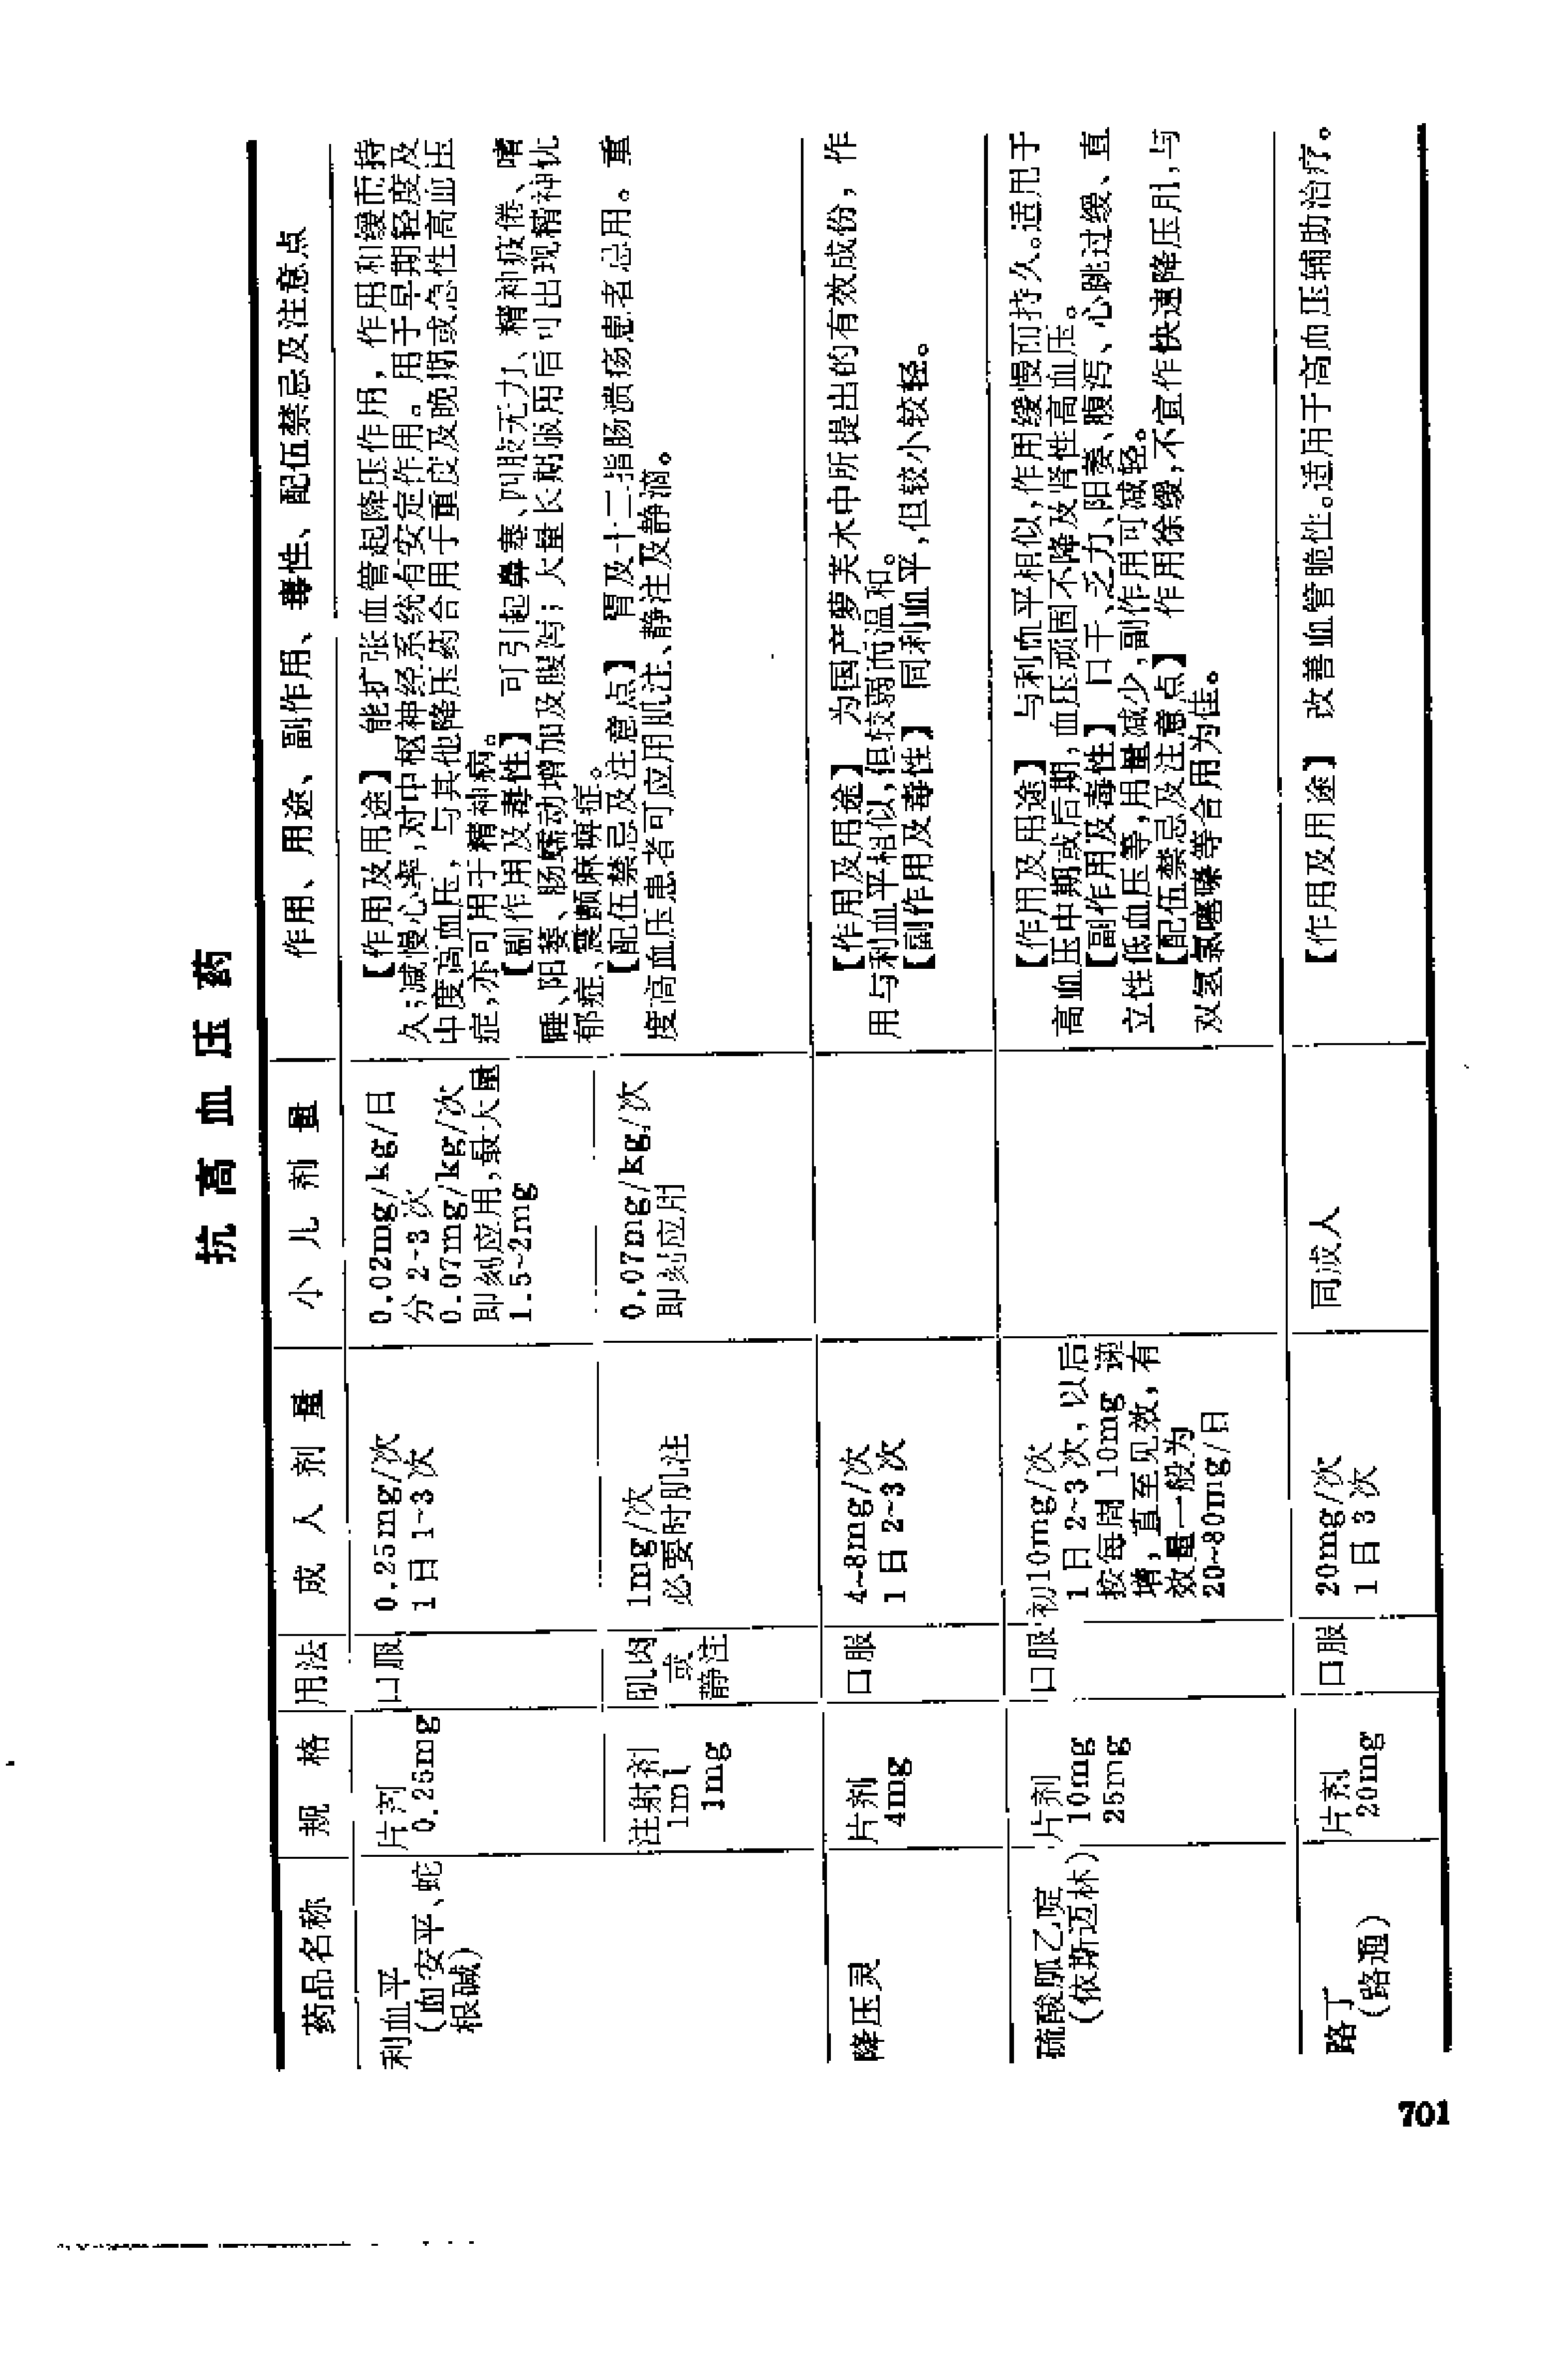 抗高血压药
药品名称 规格 用法 成人剂量 小儿剂量 作用、用途、副作用、毒性、配伍禁忌及注意点
利血平
（血安平、蛇
根碱）
片剂
0.25mg
口服
0.25mg/次
1日1~3次
0.02mg/kg/日
分2~3次
0.07mg/kg/次
即刻应用,最大量
1.5~2mg
【作用及用途】 能扩张血管起降压作用，作用和缓而持
久;减慢心率,对中枢神经系统有安定作用。用于早期轻度及
中度高血压，与其他降压药合用于重度及晚期或急性高血压
症,亦可用于精神病。
【副作用及毒性】 可引起鼻塞、四肢无力、精神疲倦、嗜
睡、阳萎、肠蠕动增加及腹泻；大量长期服用后可出现精神忧
郁症、震颤麻痹症。
【配伍禁忌及注意点】 胃及十二指肠溃疡患者忌用。重
度高血压患者可应用肌注、静注及静滴。
注射剂
1ml
1mg
肌肉
或
静注
1mg/次
必要时肌注
0.07mg/kg/次
即刻应用
降压灵
片剂
4mg
口服
4~8mg/次
1日2~3次
【作用及用途】 为国产萝芙木中所提出的有效成份，作
用与利血平相似,但较弱而温和。
【副作用及毒性】 同利血平,但较小较轻。
硫酸胍乙啶
（依斯迈林）
片剂
10mg
25mg
口服
初10mg/次
1日2~3次,以后
按每周10mg递
增，直至见效，有
效量一般为
20~80mg/日
【作用及用途】 与利血平相似,作用缓慢而持久。适用于
高血压中期或后期,血压顽固不降及肾性高血压。
【副作用及毒性】 口干、乏力、阳萎、腹泻、心跳过缓、直
立性低血压等,用量减少,副作用可减轻。
【配伍禁忌及注意点】 作用徐缓,不宜作快速降压用,与
双氢氯噻嗪等合用为佳。
路丁
（路通）
片剂
20mg
口服
20mg/次
1日3次
同成人
【作用及用途】 改善血管脆性。适用于高血压辅助治疗。
701